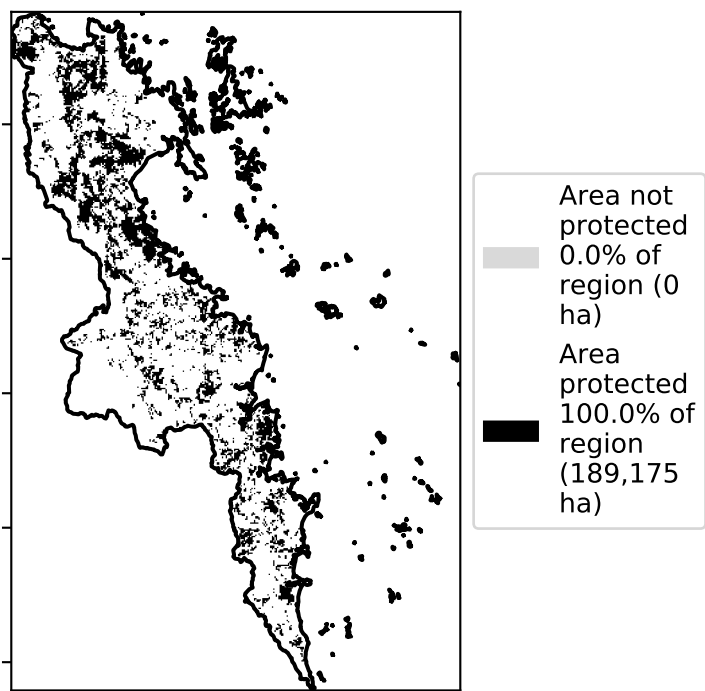 Area not
protected
0.0% of
region (0
ha)
Area
protected
100.0% of
region
(189,175
ha)